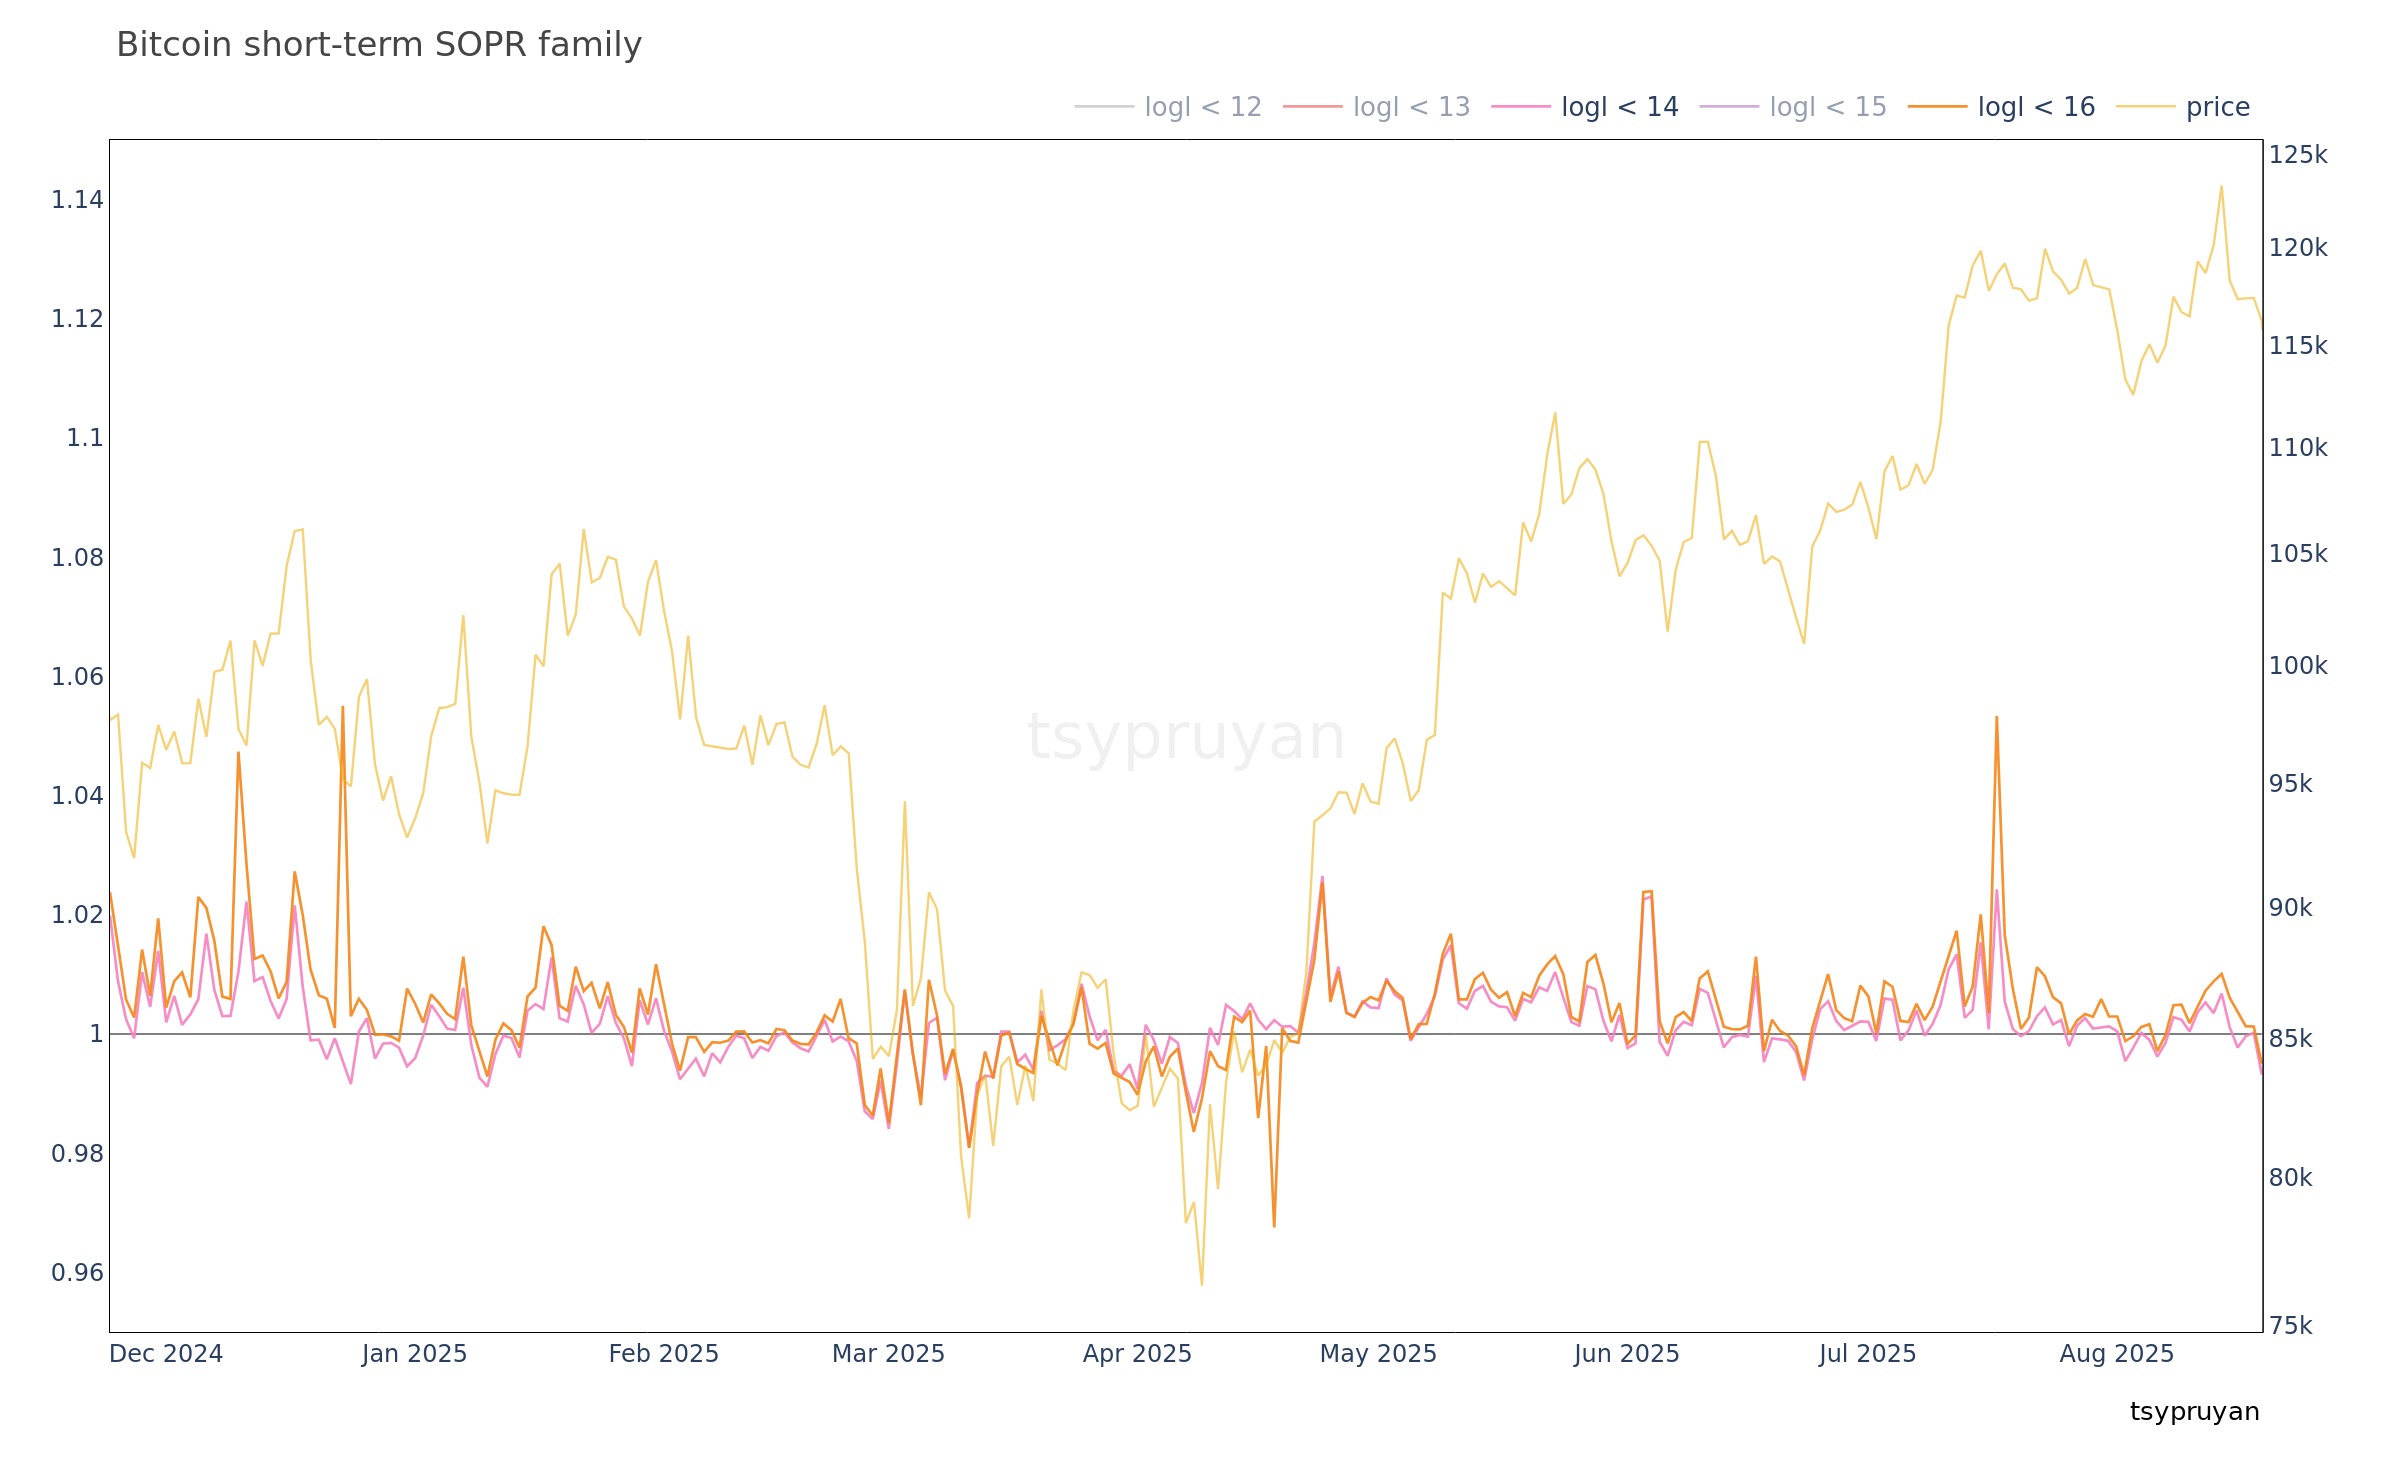 Bitcoin short-term SOPR family
logl < 12 logl < 13 logl < 14 logl < 15 logl < 16 price
1.14
1.12
1.1
1.08
1.06
1.04
1.02
1
0.98
0.96
125k
120k
115k
110k
105k
100k
95k
90k
85k
80k
75k
tsypruyan
Dec 2024 Jan 2025 Feb 2025 Mar 2025 Apr 2025 May 2025 Jun 2025 Jul 2025 Aug 2025
tsypruyan